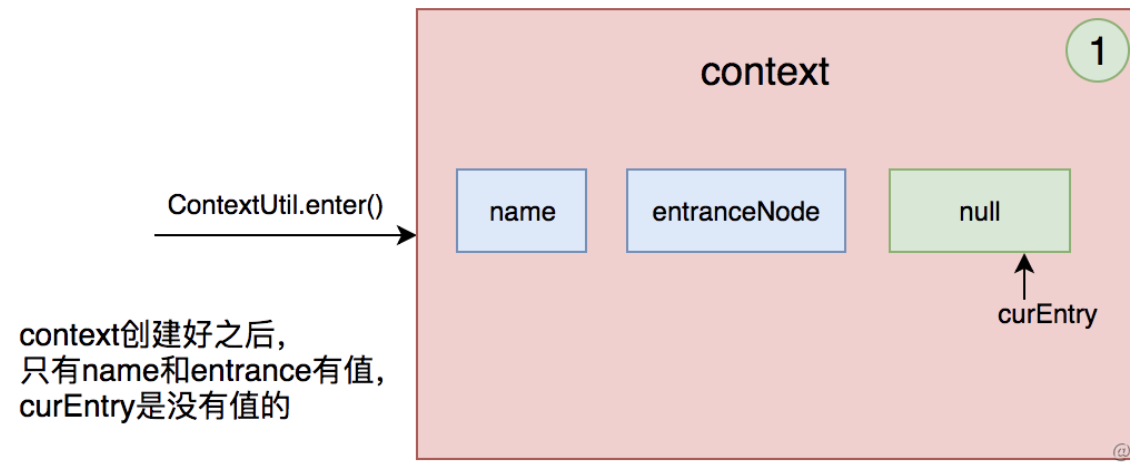 1
context
ContextUtil.enter()
name
entranceNode
null
curEntry
context创建好之后，
只有name和entrance有值，
curEntry是没有值的
@